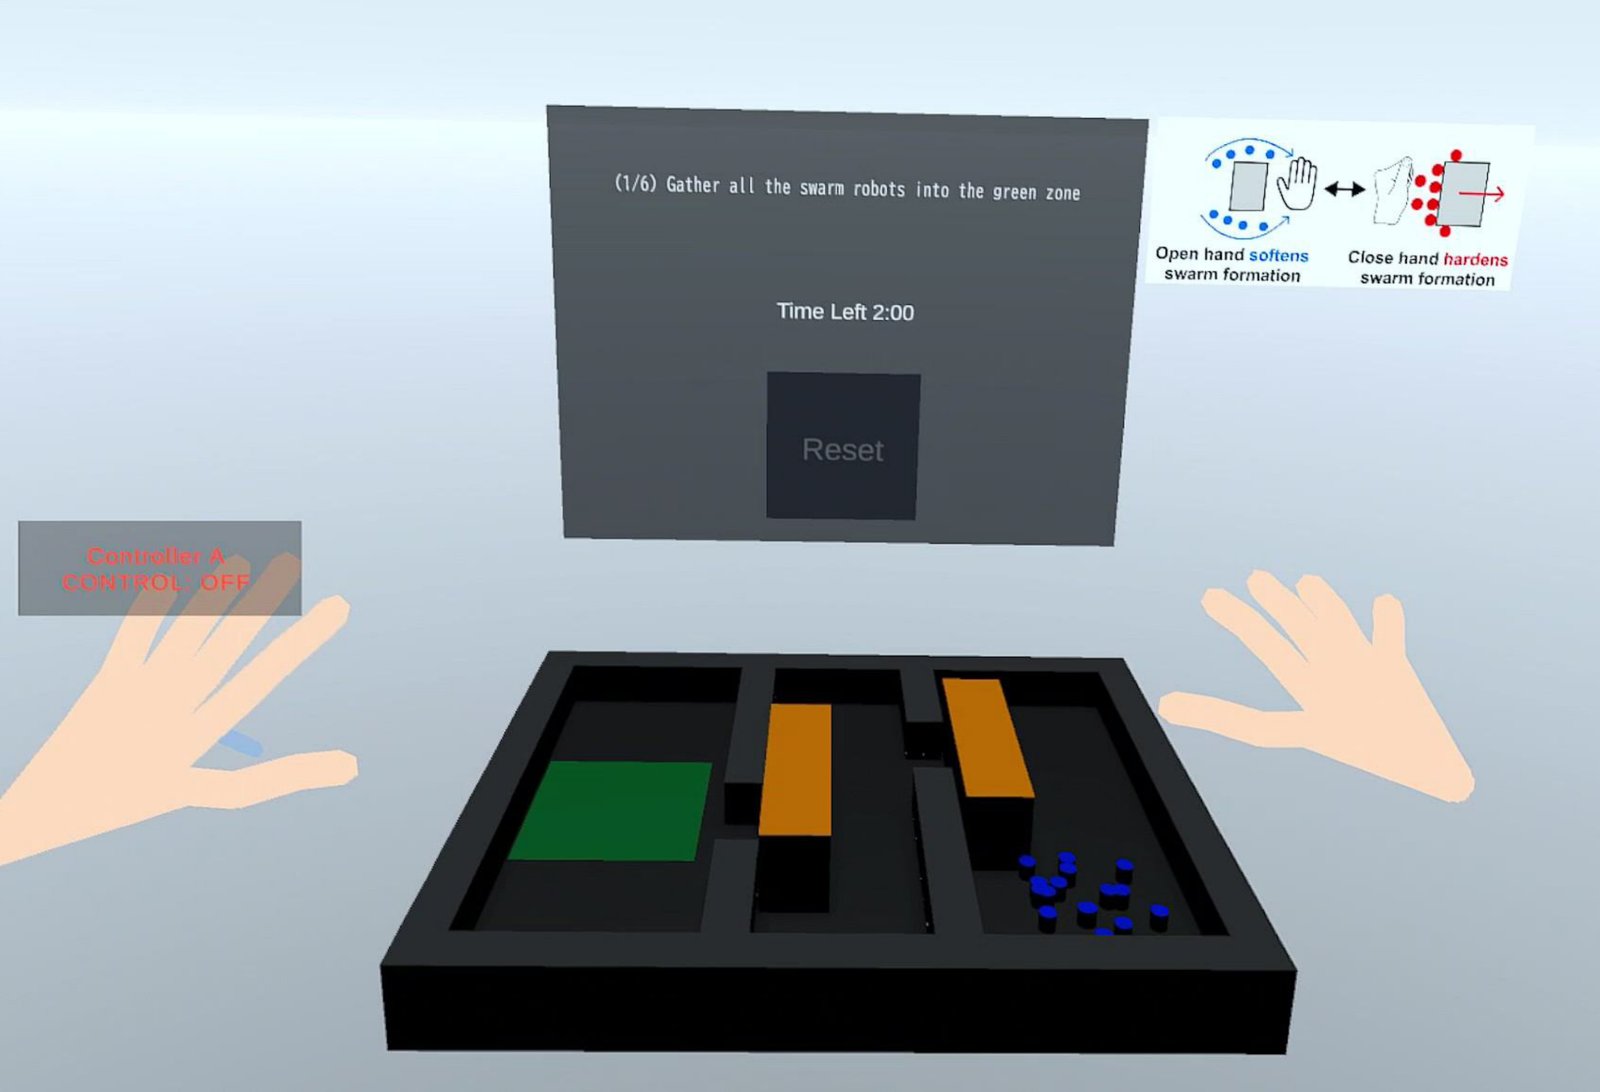 (1/6) Gather all the swarm robots into the green zone
Time Left 2:00
Reset
Open hand softens
swarm formation
Close hand hardens
swarm formation
Controller A
CONTROL: OFF